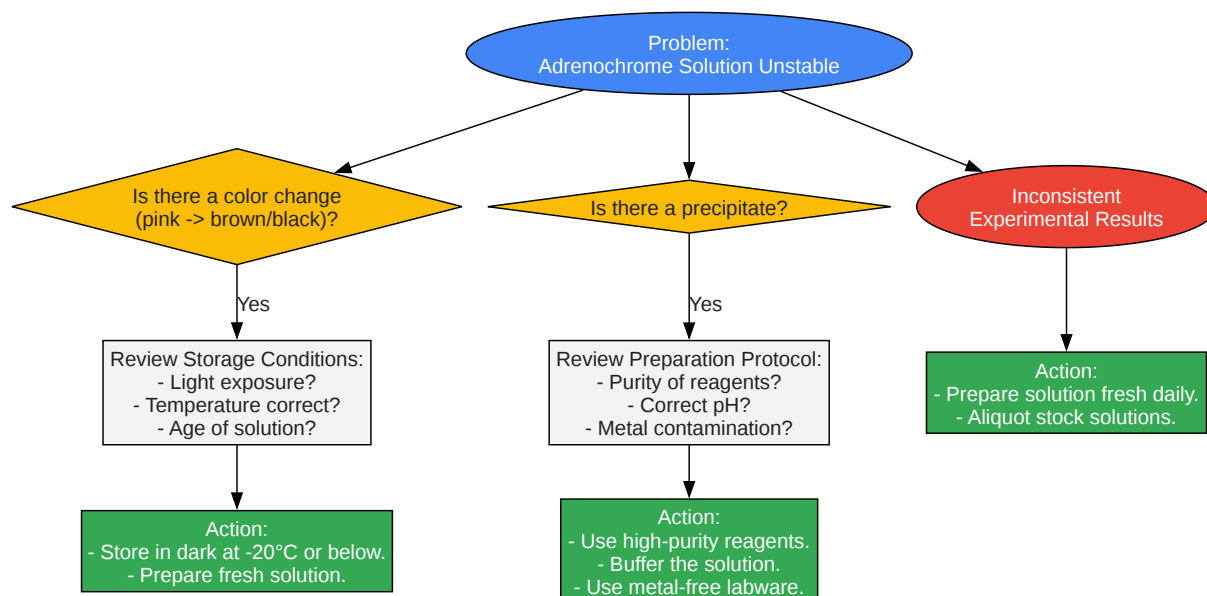 Problem:
Adrenochrome Solution Unstable
Is there a color change
(pink -> brown/black)?
Is there a precipitate?
Inconsistent
Experimental Results
Yes
Yes
Review Storage Conditions:
- Light exposure?
- Temperature correct?
- Age of solution?
Review Preparation Protocol:
- Purity of reagents?
- Correct pH?
- Metal contamination?
Action:
- Prepare solution fresh daily.
- Aliquot stock solutions.
Action:
- Store in dark at -20°C or below.
- Prepare fresh solution.
Action:
- Use high-purity reagents.
- Buffer the solution.
- Use metal-free labware.